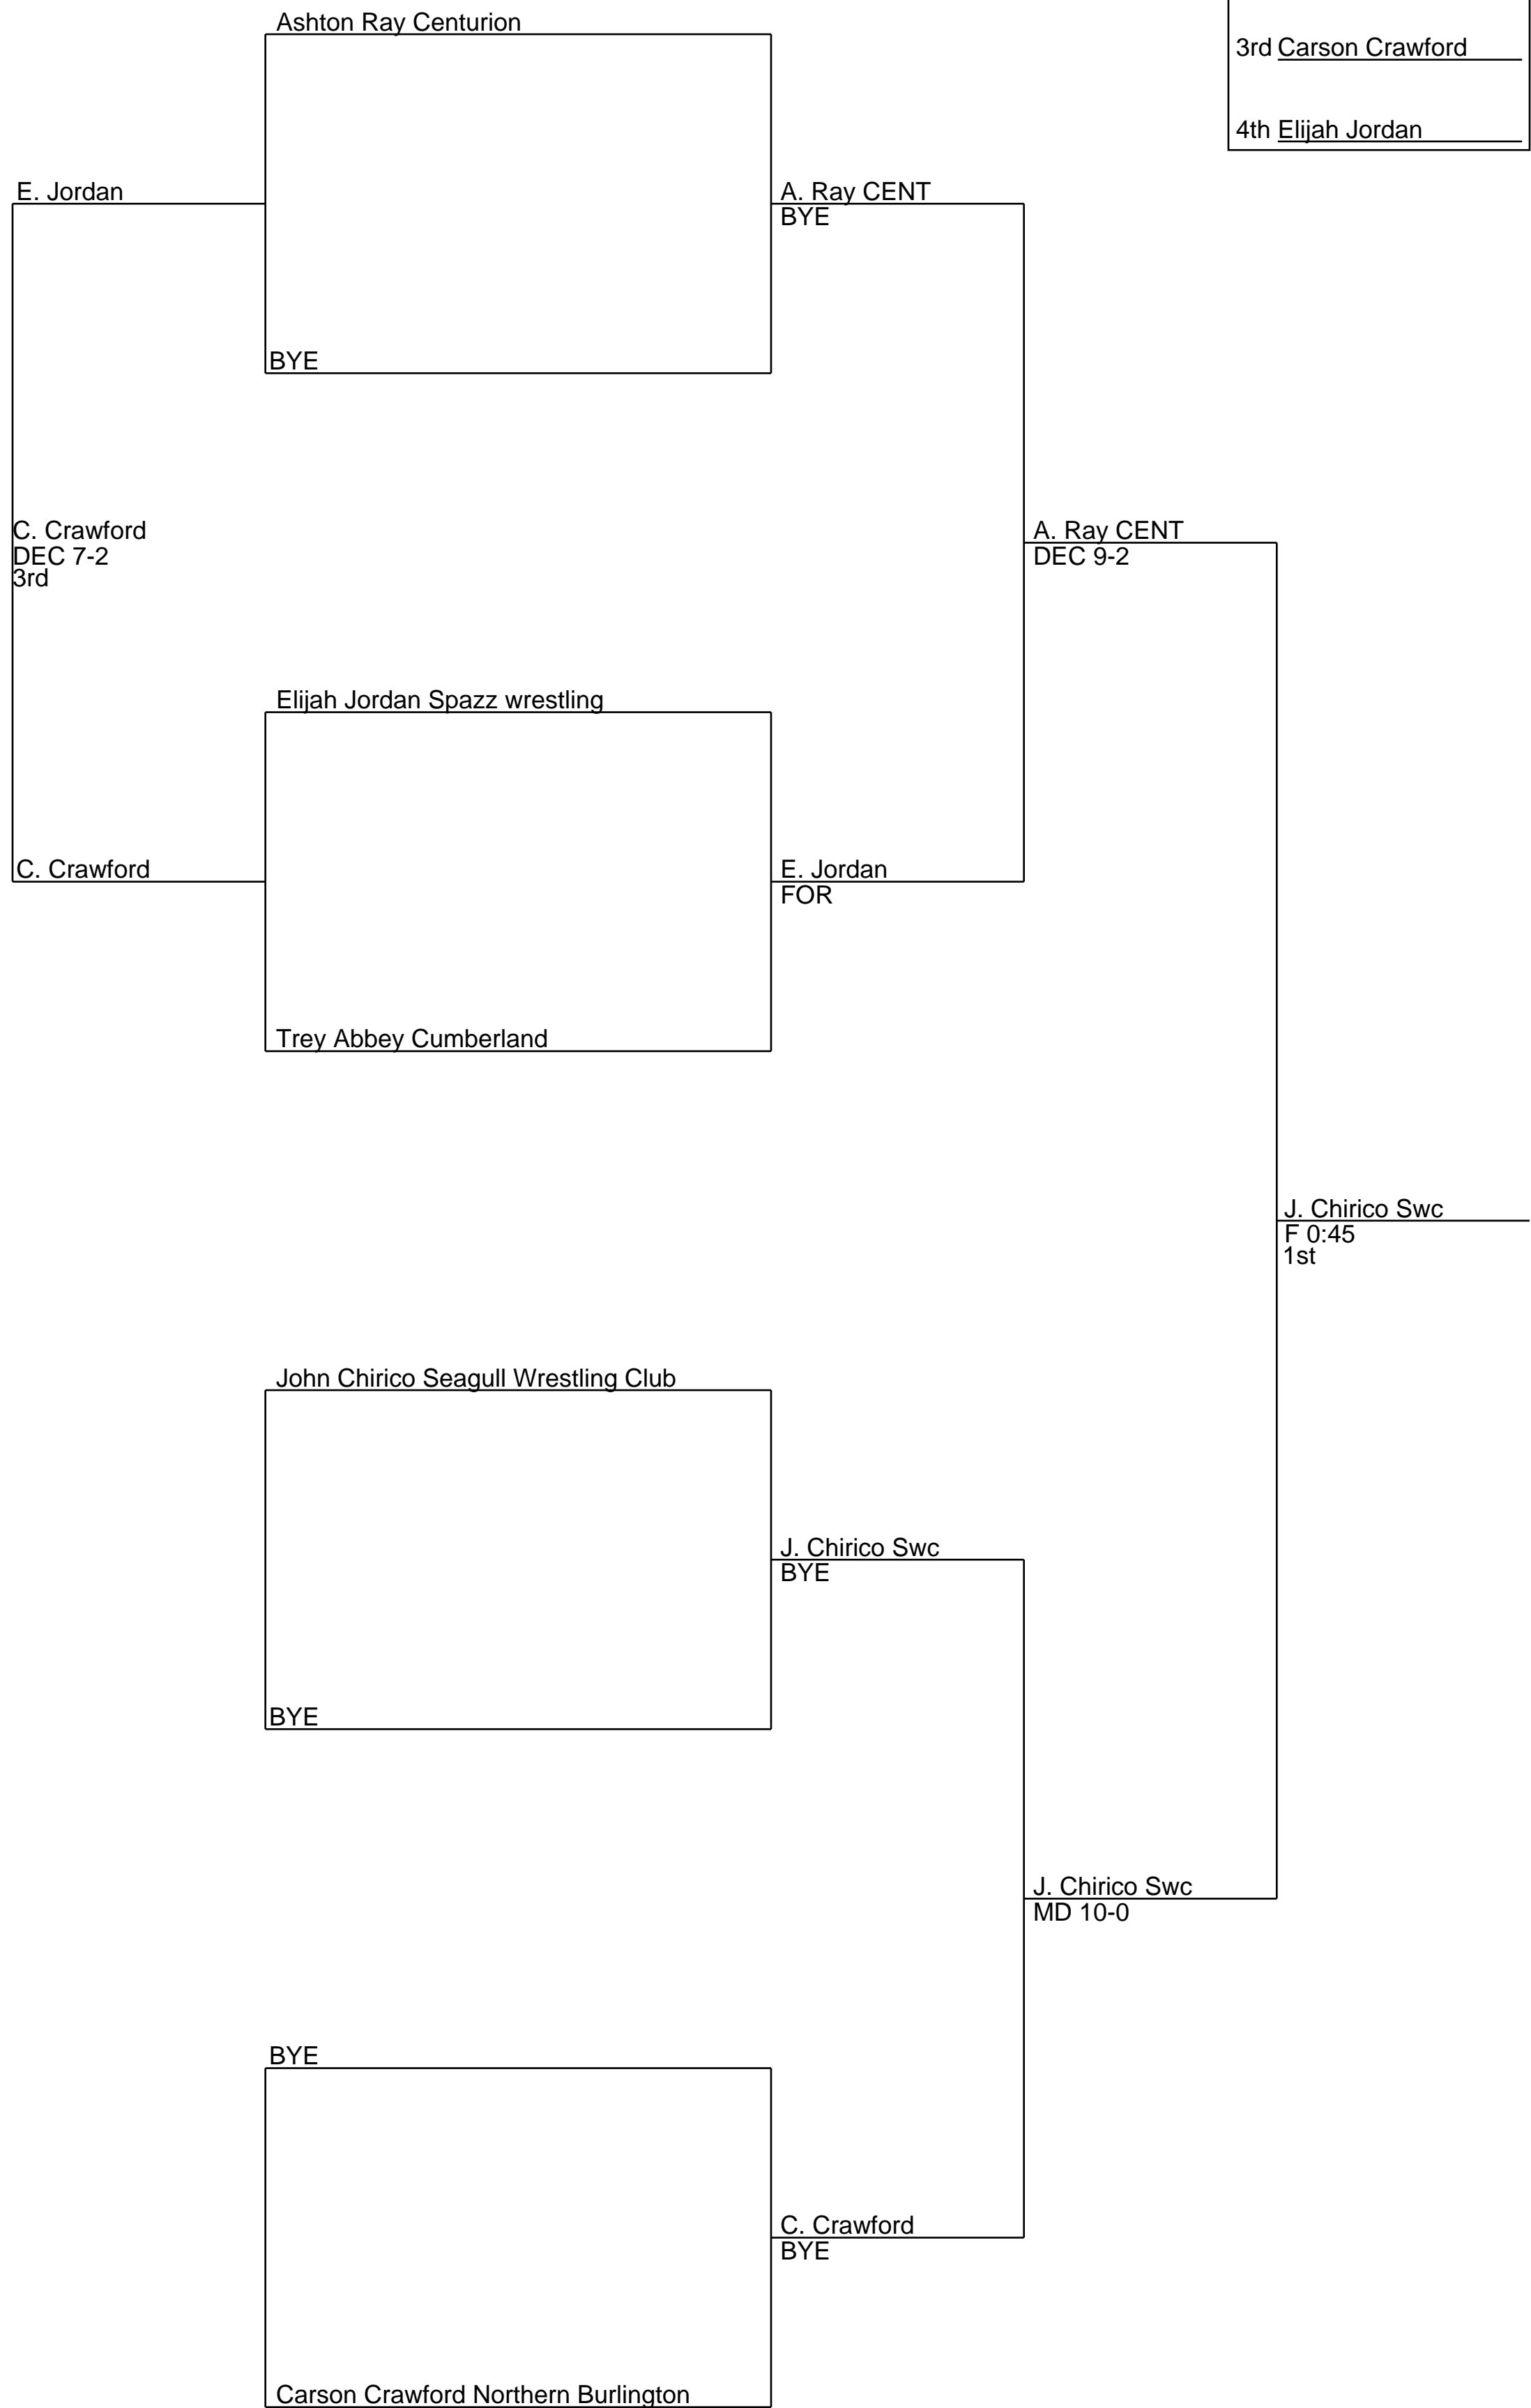 Ashton Ray Centurion
3rd Carson Crawford
4th Elijah Jordan
E. Jordan
A. Ray CENT
BYE
BYE
C. Crawford
DEC 7-2
3rd
A. Ray CENT
DEC 9-2
Elijah Jordan Spazz wrestling
C. Crawford
E. Jordan
FOR
Trey Abbey Cumberland
J. Chirico Swc
F 0:45
1st
John Chirico Seagull Wrestling Club
J. Chirico Swc
BYE
BYE
J. Chirico Swc
MD 10-0
BYE
C. Crawford
BYE
Carson Crawford Northern Burlington